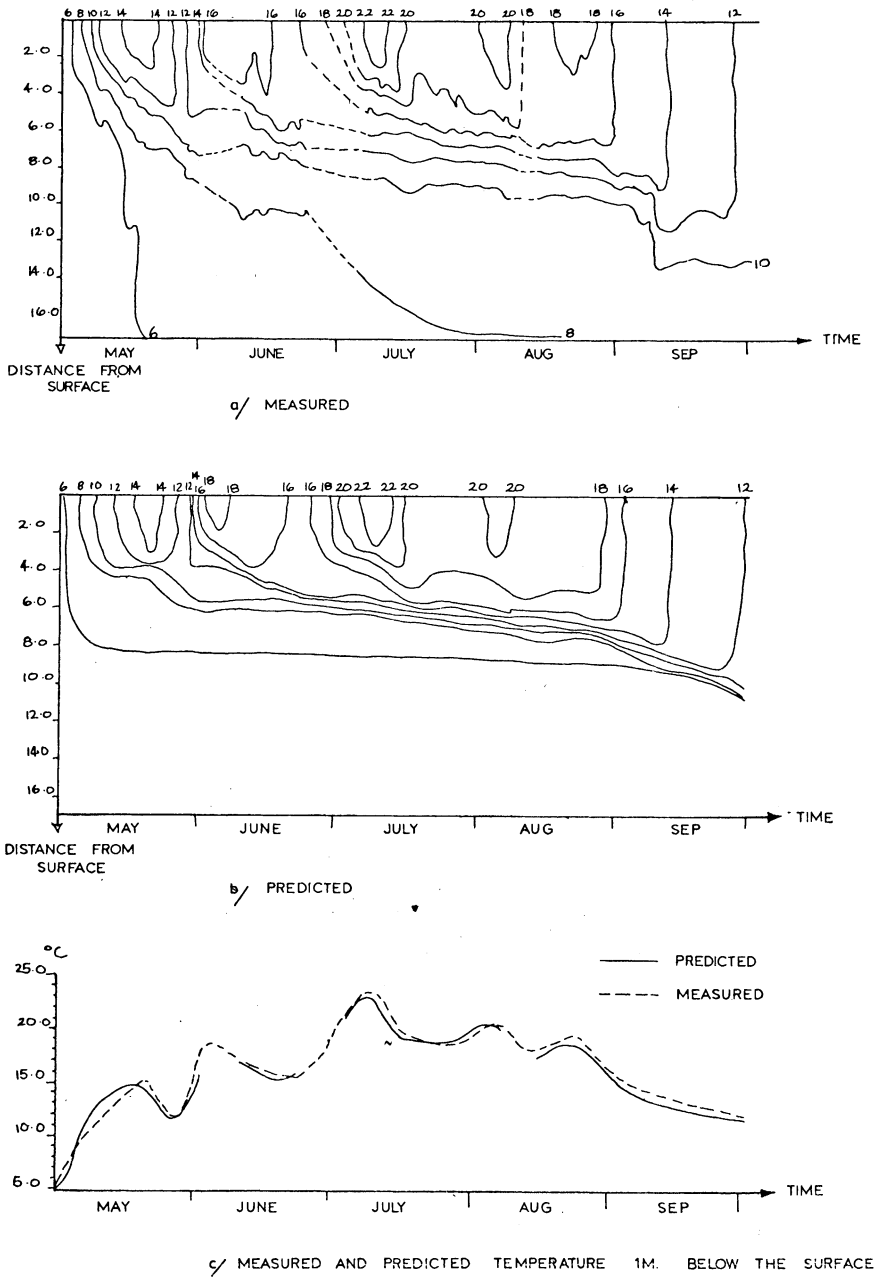 6 8 10 12 14 14 12 12 14 16 16 16 18 20 22 22 20 20 20 18 18 18 16 14 12
2.0
4.0
6.0
8.0
10.0
12.0
14.0
16.0
10
6
8
TIME
MAY JUNE JULY AUG SEP
DISTANCE FROM
SURFACE
a/ MEASURED
14 18
6 8 10 12 14 14 12 12 16 18 16 16 18 20 22 22 20 20 20 18 16 14 12
2.0
4.0
6.0
8.0
10.0
12.0
14.0
16.0
TIME
MAY JUNE JULY AUG SEP
DISTANCE FROM
SURFACE
b/ PREDICTED
°C
25.0
20.0
15.0
10.0
5.0
PREDICTED
MEASURED
TIME
MAY JUNE JULY AUG SEP
c/ MEASURED AND PREDICTED TEMPERATURE 1M. BELOW THE SURFACE